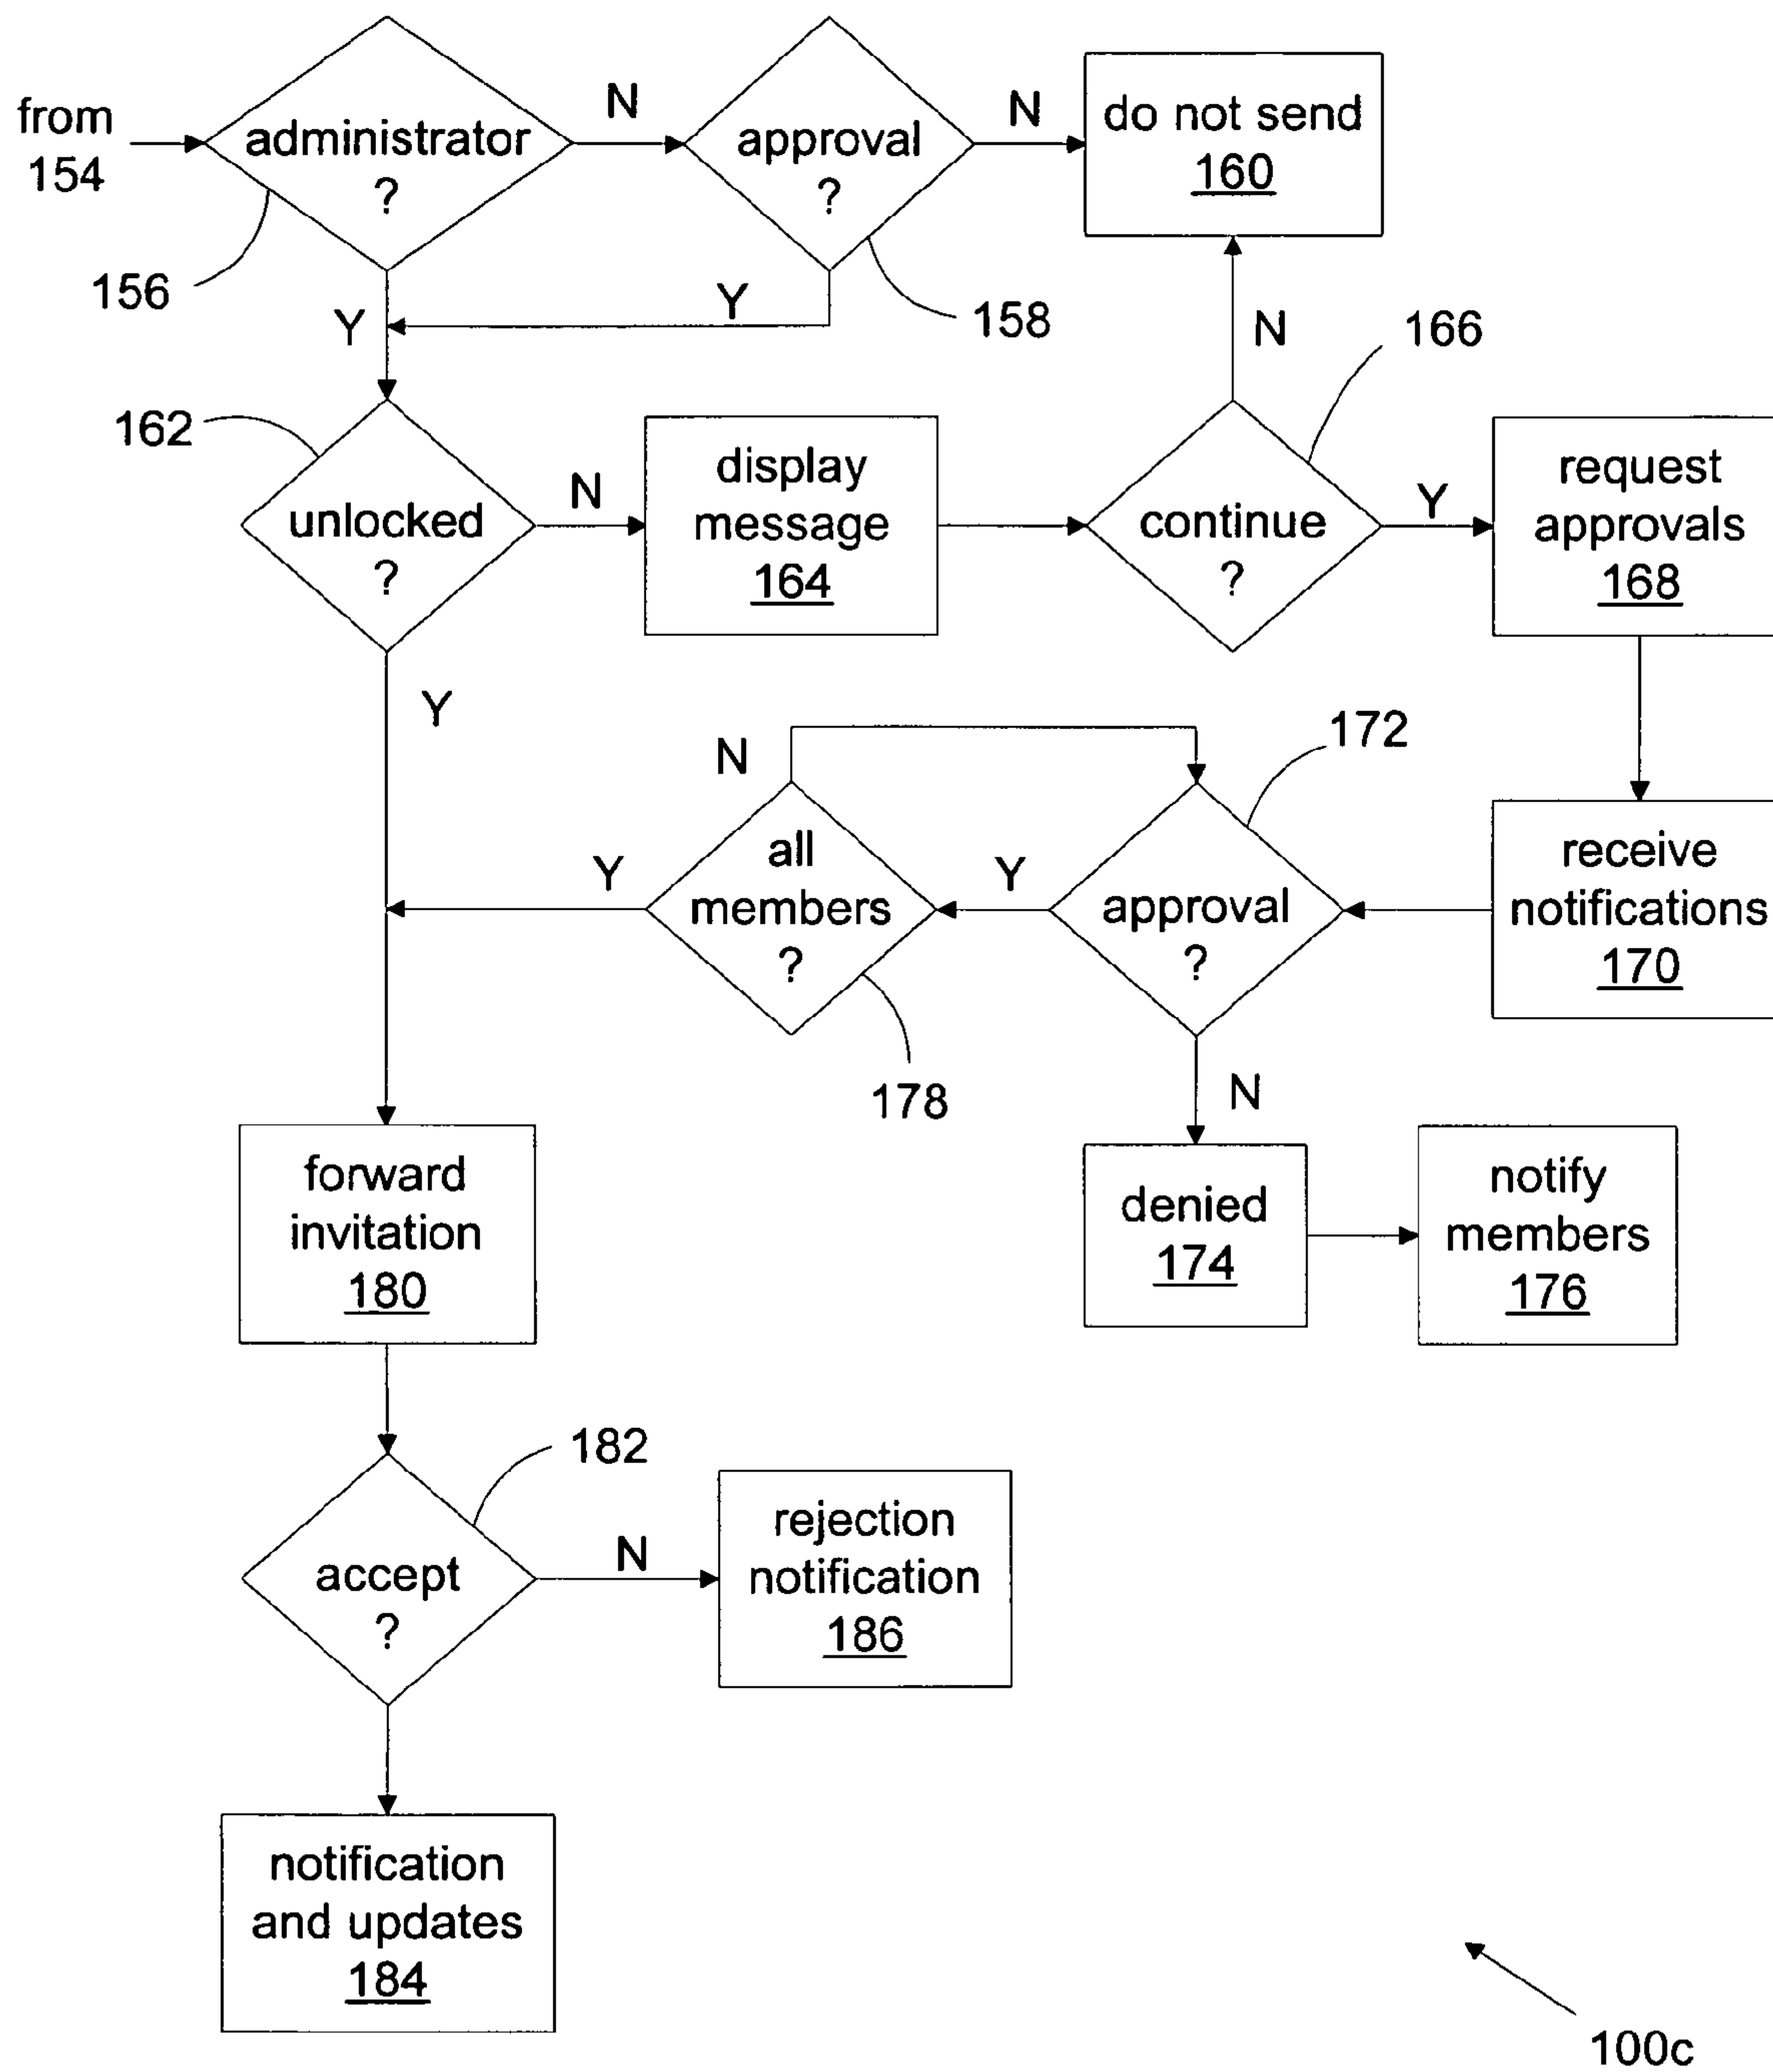 from
154
administrator
?
156
N
approval
?
158
N
do not send
160
Y
Y
N
166
162
unlocked
?
N
display
message
164
continue
?
Y
request
approvals
168
Y
N
172
all
members
?
178
Y
Y
approval
?
receive
notifications
170
N
forward
invitation
180
denied
174
notify
members
176
182
accept
?
N
rejection
notification
186
notification
and updates
184
100c